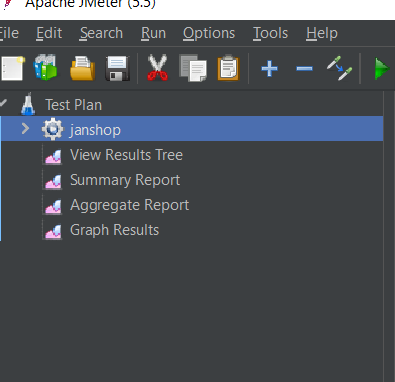 Apache JMeter (5.5)
File Edit Search Run Options Tools Help
Test Plan
janshop
View Results Tree
Summary Report
Aggregate Report
Graph Results